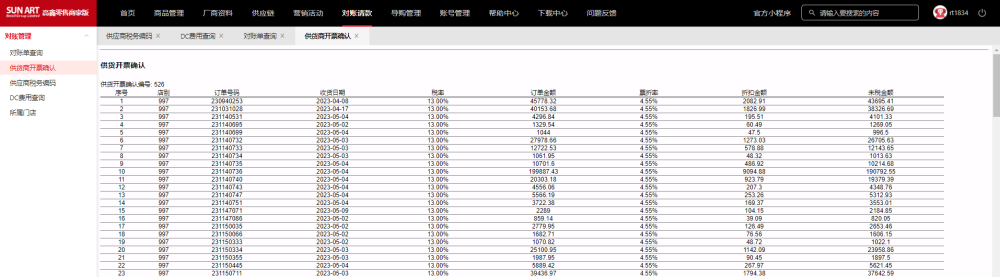 SUN ART 高鑫零售商家版 首页 商品管理 厂商资料 供应链 营销活动 对账请款 导购管理 账号管理 帮助中心 下载中心 问题反馈 官方小程序 请输入要搜索的内容 rt1834
对账管理
对账单查询
供货商开票确认
供应商税务编码
DC费用查询
所属门店
供应商税务编码 × DC费用查询 × 对账单查询 × 供货商开票确认 ×
供货开票确认
供货开票确认编号: 526
序号 店别 订单号码 收货日期 税率 订单金额 票折率 折扣金额 未税金额
1 997 230940253 2023-04-08 13.00% 45778.32 4.55% 2082.91 43695.41
2 997 231031028 2023-04-17 13.00% 40153.68 4.55% 1826.99 38326.69
3 997 231140531 2023-05-04 13.00% 4296.84 4.55% 195.51 4101.33
4 997 231140695 2023-05-02 13.00% 1329.54 4.55% 60.49 1269.05
5 997 231140699 2023-05-02 13.00% 1044 4.55% 47.5 996.5
6 997 231140732 2023-05-03 13.00% 27978.66 4.55% 1273.03 26705.63
7 997 231140733 2023-05-03 13.00% 12722.53 4.55% 578.88 12143.65
8 997 231140734 2023-05-03 13.00% 1061.95 4.55% 48.32 1013.63
9 997 231140735 2023-05-04 13.00% 10701.6 4.55% 486.92 10214.68
10 997 231140736 2023-05-04 13.00% 199887.43 4.55% 9094.88 190792.55
11 997 231140740 2023-05-04 13.00% 20303.18 4.55% 923.79 19379.39
12 997 231140743 2023-05-04 13.00% 4556.06 4.55% 207.3 4348.76
13 997 231140747 2023-05-04 13.00% 5566.19 4.55% 253.26 5312.93
14 997 231140751 2023-05-04 13.00% 3722.38 4.55% 169.37 3553.01
15 997 231147071 2023-05-09 13.00% 2289 4.55% 104.15 2184.85
16 997 231147086 2023-05-02 13.00% 859.14 4.55% 39.09 820.05
17 997 231150035 2023-05-02 13.00% 2779.95 4.55% 126.49 2653.46
18 997 231150066 2023-05-02 13.00% 1682.71 4.55% 76.56 1606.15
19 997 231150333 2023-05-02 13.00% 1070.82 4.55% 48.72 1022.1
20 997 231150334 2023-05-03 13.00% 25100.95 4.55% 1142.09 23958.86
21 997 231150355 2023-05-02 13.00% 1987.95 4.55% 90.45 1897.5
22 997 231150445 2023-05-04 13.00% 5889.42 4.55% 267.97 5621.45
23 997 231150711 2023-05-03 13.00% 39436.97 4.55% 1794.38 37642.59